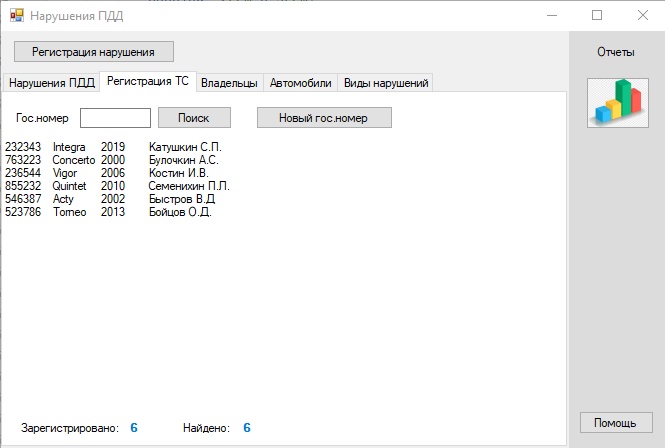 Нарушения ПДД
Регистрация нарушения
Отчеты
Нарушения ПДД Регистрация ТС Владельцы Автомобили Виды нарушений
Гос.номер Поиск Новый гос.номер
232343 Integra 2019 Катушкин С.П.
763223 Concerto 2000 Булочкин А.С.
236544 Vigor 2006 Костин И.В.
855232 Quintet 2010 Семенихин П.Л.
546387 Acty 2002 Быстров В.Д
523786 Torneo 2013 Бойцов О.Д.
Зарегистрировано: 6 Найдено: 6
Помощь